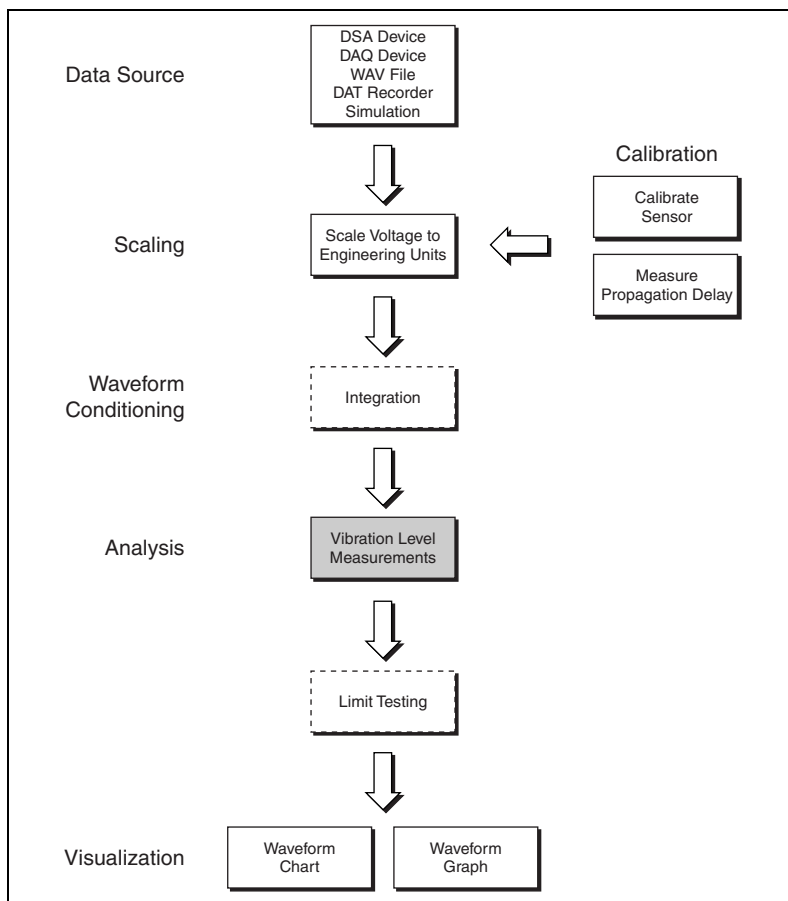 Data Source
DSA Device
DAQ Device
WAV File
DAT Recorder
Simulation
Calibration
Calibrate
Sensor
Measure
Propagation Delay
Scaling
Scale Voltage to
Engineering Units
Waveform
Conditioning
Integration
Analysis
Vibration Level
Measurements
Limit Testing
Visualization
Waveform
Chart
Waveform
Graph